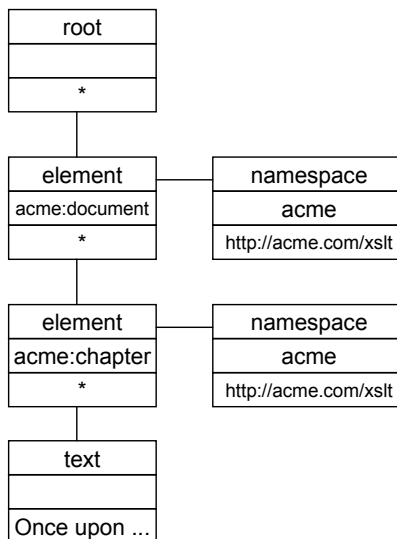 root
*
element
acme:document
*
namespace
acme
http://acme.com/xslt
element
acme:chapter
*
namespace
acme
http://acme.com/xslt
text
Once upon ...